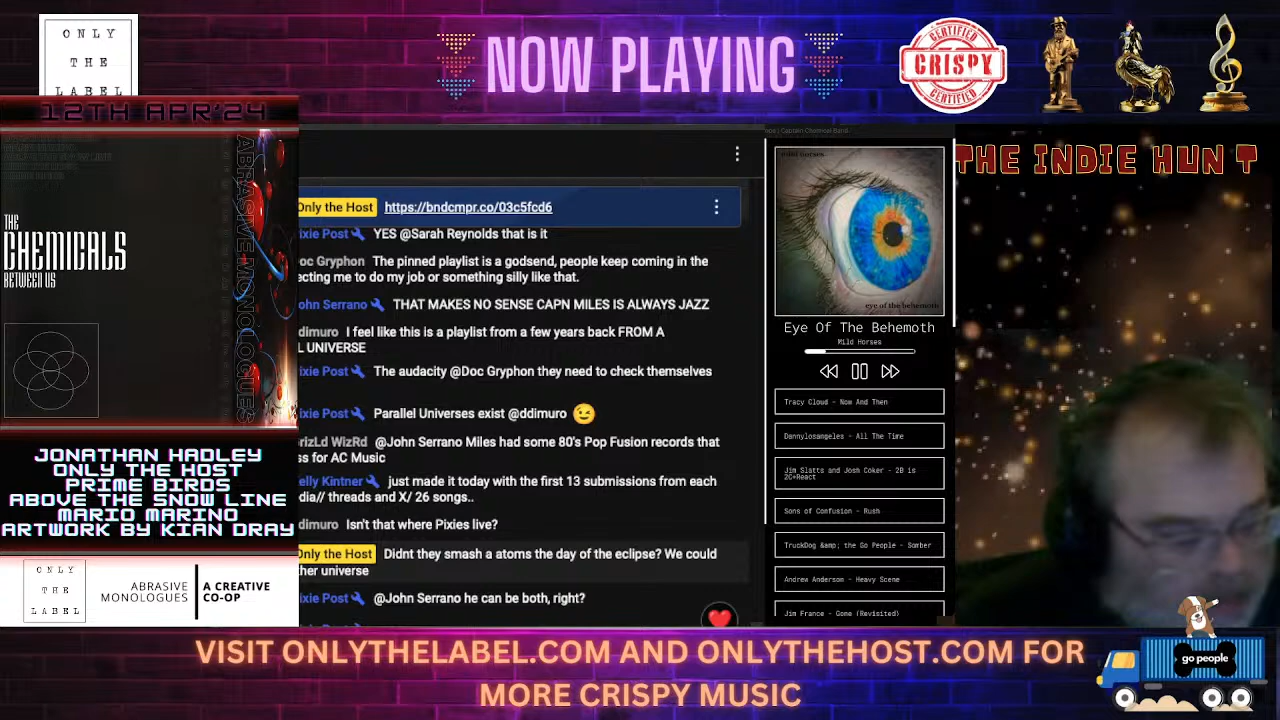 ONLY
THE
LABEL
NOW PLAYING
CERTIFIED
CRISPY
CERTIFIED
12TH APR'24
THE
CHEMICALS
BETWEEN US
ABRASIVE MONOLOGUES
JONATHAN HADLEY
ONLY THE HOST
PRIME BIRDS
ABOVE THE SNOW LINE
MARIO MARINO
ARTWORK BY KIAN DRAY
ONLY
THE
LABEL
ABRASIVE
MONOLOGUES
A CREATIVE
CO-OP
Only the Host https://bndcmpr.co/03c5fcd6
ixie Post YES @Sarah Reynolds that is it
oc Gryphon The pinned playlist is a godsend, people keep coming in the
ecting me to do my job or something silly like that.
ohn Serrano THAT MAKES NO SENSE CAPN MILES IS ALWAYS JAZZ
dimuro I feel like this is a playlist from a few years back FROM A
L UNIVERSE
ixie Post The audacity @Doc Gryphon they need to check themselves
ixie Post Parallel Universes exist @ddimuro 😉
rizLd WizRd @John Serrano Miles had some 80's Pop Fusion records that
ss for AC Music
elly Kintner just made it today with the first 13 submissions from each
dia// threads and X/ 26 songs..
dimuro Isn't that where Pixies live?
Only the Host Didnt they smash a atoms the day of the eclipse? We could
her universe
ixie Post @John Serrano he can be both, right?
mild horses
eye of the behemoth
Eye Of The Behemoth
Mild Horses
Tracy Cloud - Now And Then
Dannylosangeles - All The Time
Jim Slatts and Josh Coker - 2B is
2C+React
Sons of Confusion - Rush
TruckDog &amp; the Go People - Somber
Andrew Anderson - Heavy Scene
Jim France - Gone (Revisited)
THE INDIE HUNT
go people
VISIT ONLYTHELABEL.COM AND ONLYTHEHOST.COM FOR
MORE CRISPY MUSIC